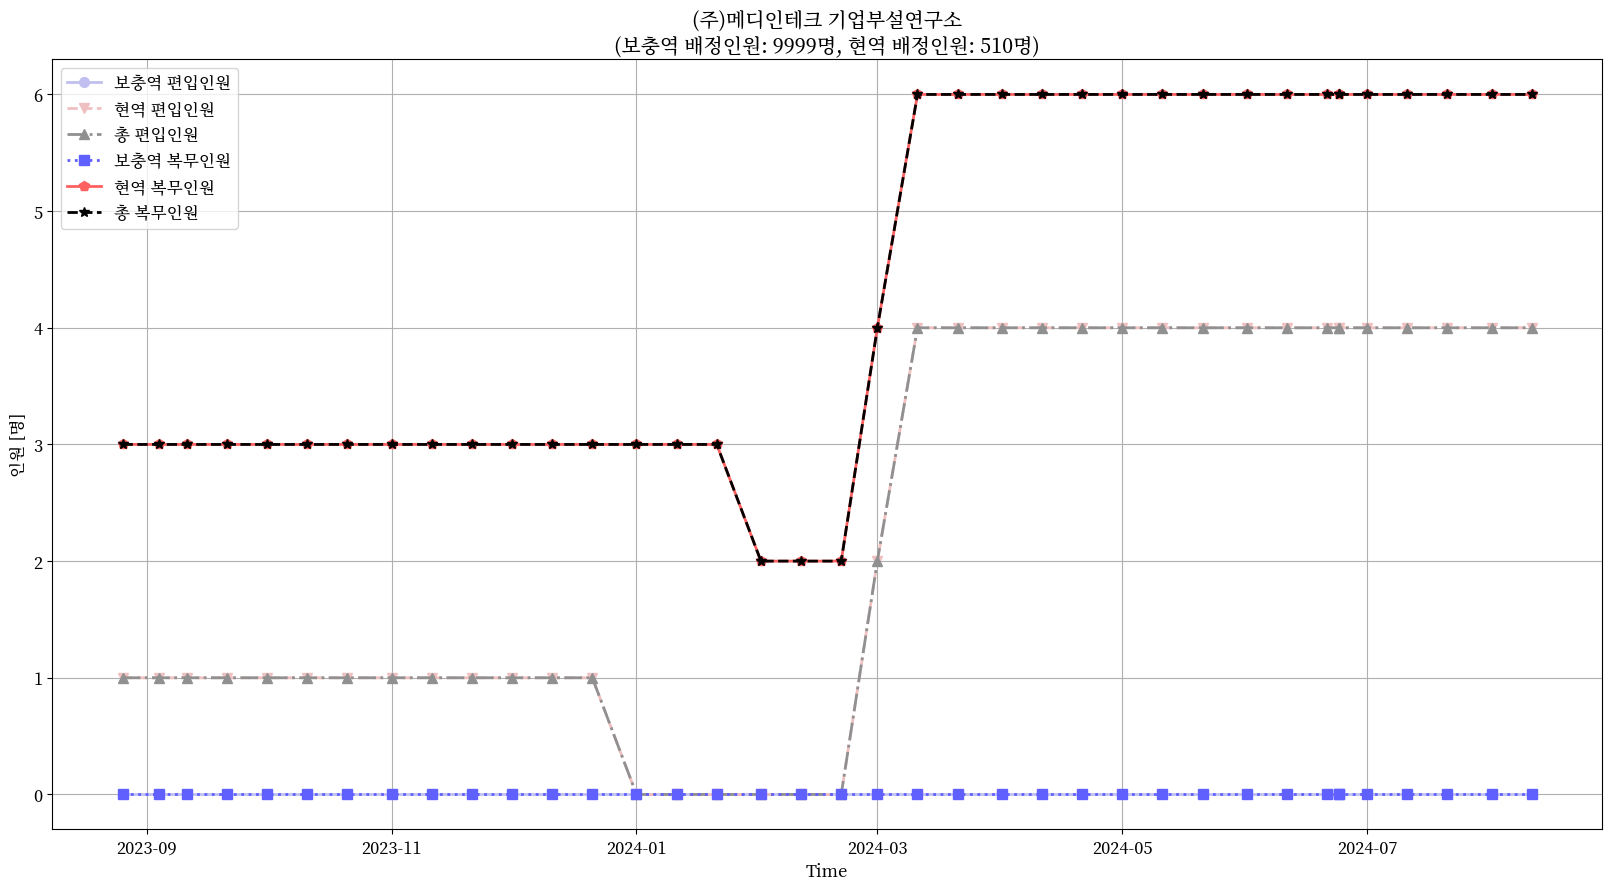 (주)메디인테크 기업부설연구소
(보충역 배정인원: 9999명, 현역 배정인원: 510명)
보충역 편입인원
현역 편입인원
총 편입인원
보충역 복무인원
현역 복무인원
총 복무인원
6
5
4
3
2
1
0
인원 [명]
2023-09
2023-11
2024-01
2024-03
2024-05
2024-07
Time